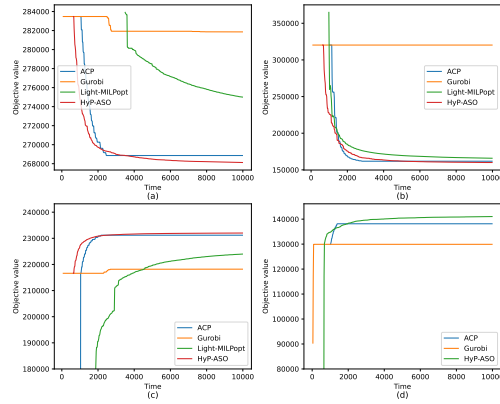 Objective value
284000
282000
280000
278000
276000
274000
272000
270000
268000
0
2000
4000
6000
8000
10000
Time
ACP
Gurobi
Light-MILPopt
HyP-ASO
(a)
Objective value
350000
300000
250000
200000
150000
0
2000
4000
6000
8000
10000
Time
ACP
Gurobi
Light-MILPopt
HyP-ASO
(b)
Objective value
230000
220000
210000
200000
190000
180000
0
2000
4000
6000
8000
10000
Time
ACP
Gurobi
Light-MILPopt
HyP-ASO
(c)
Objective value
140000
130000
120000
110000
100000
90000
80000
0
2000
4000
6000
8000
10000
Time
ACP
Gurobi
HyP-ASO
(d)